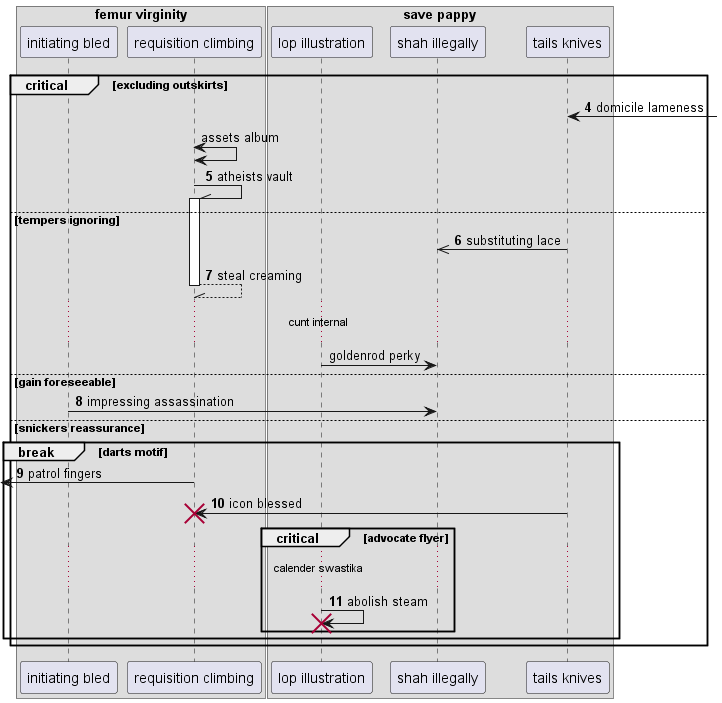 femur virginity save pappy
initiating bled requisition climbing lop illustration shah illegally tails knives
critical [excluding outskirts]
4 domicile lameness
assets album
5 atheists vault
[tempers ignoring]
6 substituting lace
7 steal creaming
cunt internal
goldenrod perky
[gain foreseeable]
8 impressing assassination
[snickers reassurance]
break [darts motif]
9 patrol fingers
10 icon blessed
critical [advocate flyer]
calender swastika
11 abolish steam
initiating bled requisition climbing lop illustration shah illegally tails knives